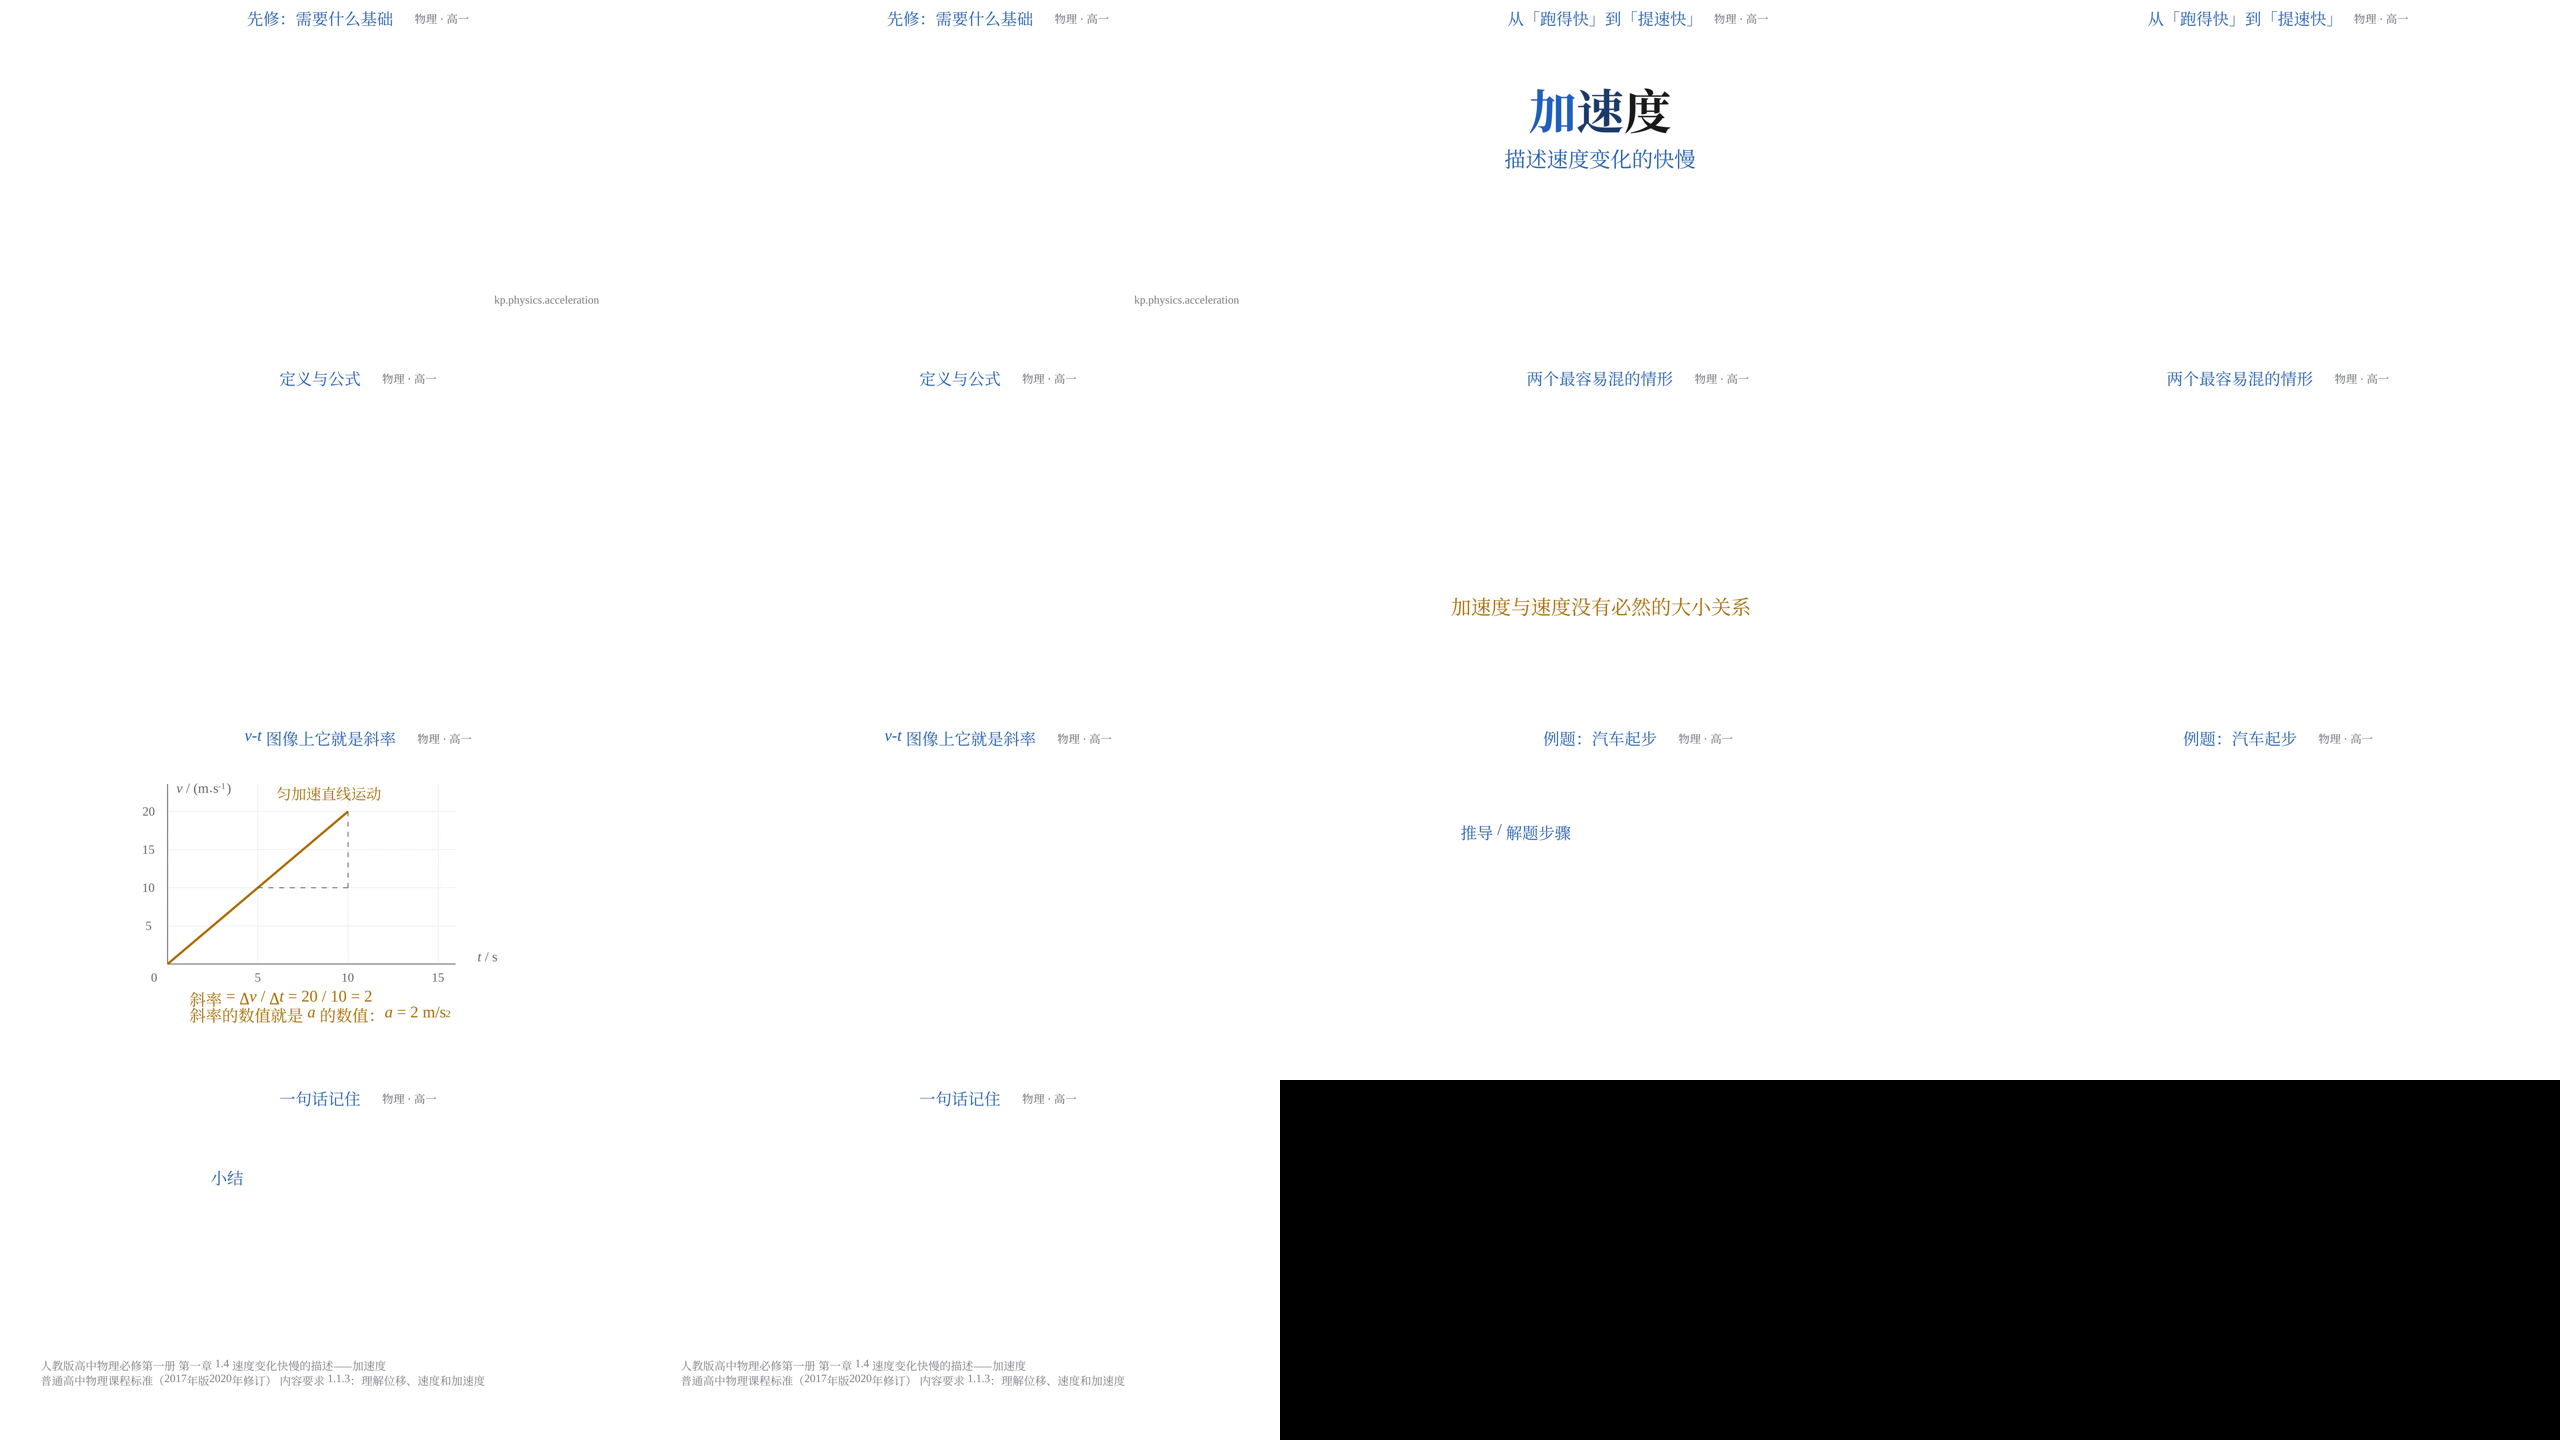 先修：需要什么基础 物理 · 高一
kp.physics.acceleration
先修：需要什么基础 物理 · 高一
kp.physics.acceleration
从「跑得快」到「提速快」 物理 · 高一
加速度
描述速度变化的快慢
从「跑得快」到「提速快」 物理 · 高一
定义与公式 物理 · 高一
定义与公式 物理 · 高一
两个最容易混的情形 物理 · 高一
加速度与速度没有必然的大小关系
两个最容易混的情形 物理 · 高一
v-t 图像上它就是斜率 物理 · 高一
v / (m·s⁻¹)
匀加速直线运动
20
15
10
5
0 5 10 15
t / s
斜率 = Δv / Δt = 20 / 10 = 2
斜率的数值就是 a 的数值：a = 2 m/s²
v-t 图像上它就是斜率 物理 · 高一
例题：汽车起步 物理 · 高一
推导 / 解题步骤
例题：汽车起步 物理 · 高一
一句话记住 物理 · 高一
小结
人教版高中物理必修第一册 第一章 1.4 速度变化快慢的描述——加速度
普通高中物理课程标准（2017年版2020年修订） 内容要求 1.1.3：理解位移、速度和加速度
一句话记住 物理 · 高一
人教版高中物理必修第一册 第一章 1.4 速度变化快慢的描述——加速度
普通高中物理课程标准（2017年版2020年修订） 内容要求 1.1.3：理解位移、速度和加速度